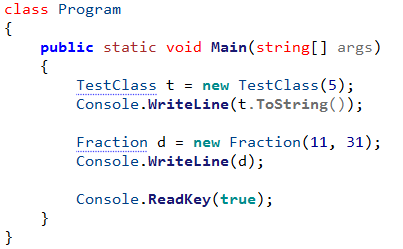 class Program
{
    public static void Main(string[] args)
    {
        TestClass t = new TestClass(5);
        Console.WriteLine(t.ToString());

        Fraction d = new Fraction(11, 31);
        Console.WriteLine(d);

        Console.ReadKey(true);
    }
}